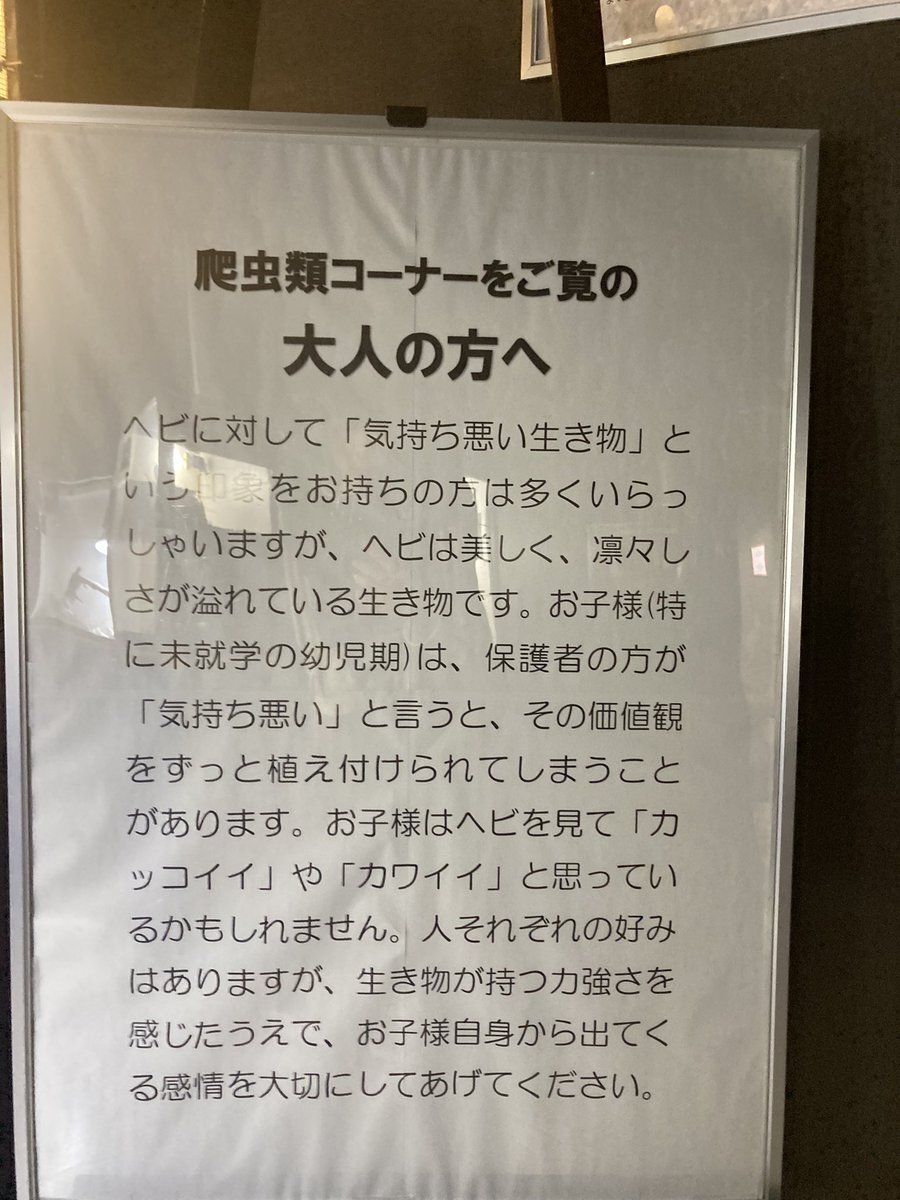 爬虫類コーナーをご覧の
大人の方へ
ヘビに対して「気持ち悪い生き物」と
いう印象をお持ちの方は多くいらっ
しゃいますが、ヘビは美しく、凛々し
さが溢れている生き物です。お子様(特
に未就学の幼児期)は、保護者の方が
「気持ち悪い」と言うと、その価値観
をずっと植え付けられてしまうこと
があります。お子様はヘビを見て「カ
ッコイイ」や「カワイイ」と思ってい
るかもしれません。人それぞれの好み
はありますが、生き物が持つ力強さを
感じたうえで、お子様自身から出てく
る感情を大切にしてあげてください。